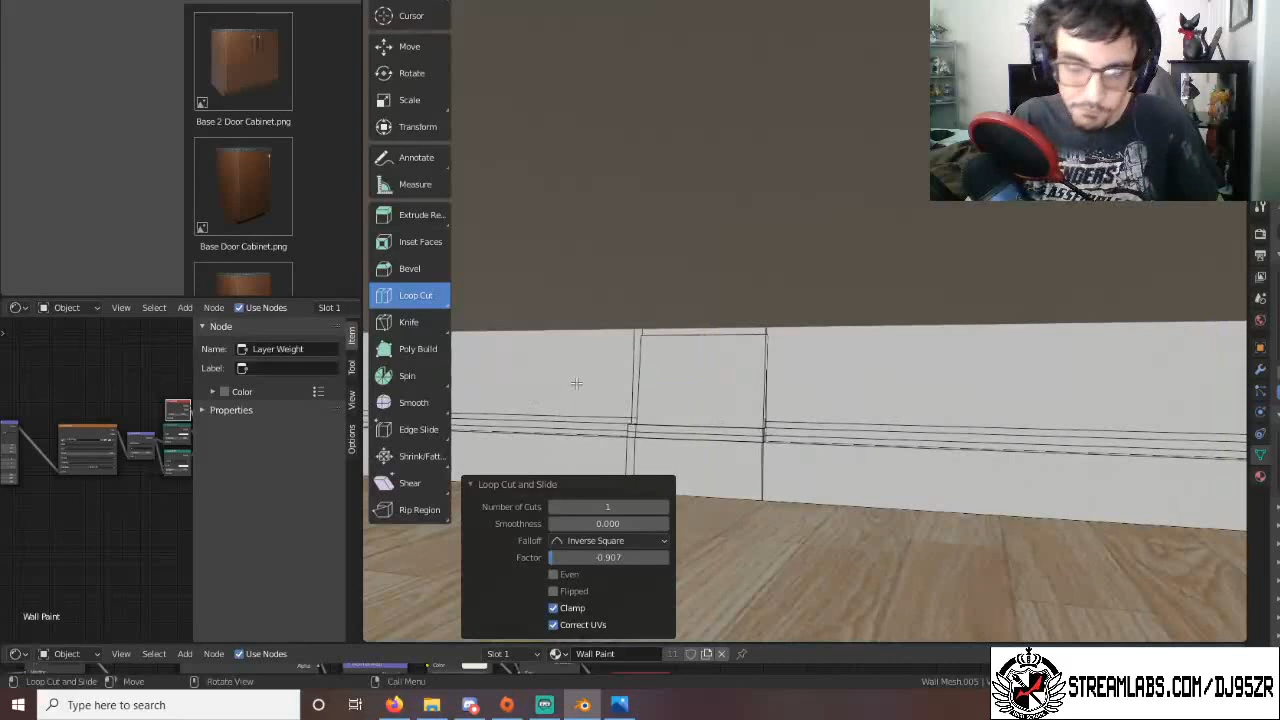 Cursor
Move
Rotate
Scale
Transform
Annotate
Measure
Extrude Re...
Inset Faces
Bevel
Loop Cut
Knife
Poly Build
Spin
Smooth
Edge Slide
Shrink/Fatt...
Shear
Rip Region
Base 2 Door Cabinet.png
Base Door Cabinet.png
Object View Select Add Node Use Nodes Slot 1
Node
Name: Layer Weight
Label:
Color
Properties
Item
Tool
View
Options
Wall Paint
Loop Cut and Slide
Number of Cuts 1
Smoothness 0.000
Falloff Inverse Square
Factor -0.907
Even
Flipped
Clamp
Correct UVs
Object View Select Add Node Use Nodes Slot 1 Wall Paint 11
Loop Cut and Slide Move Rotate View Call Menu Wall Mesh.005
Type here to search
STREAMLABS.COM/DJ95ZR